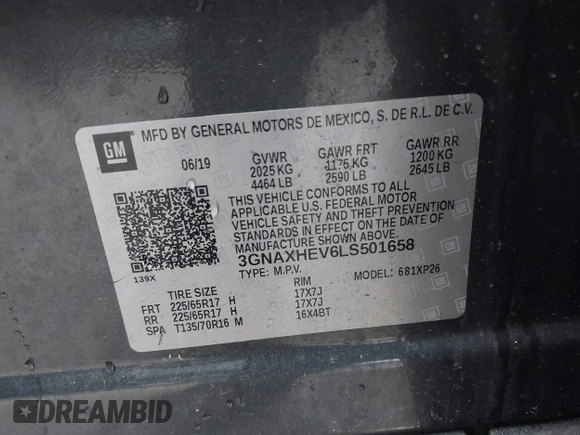 GM
MFD BY GENERAL MOTORS DE MEXICO, S. DE R.L. DE C.V.
06/19 GVWR GAWR FRT GAWR RR
2025 KG 1175 KG 1200 KG
4464 LB 2590 LB 2645 LB
THIS VEHICLE CONFORMS TO ALL
APPLICABLE U.S. FEDERAL MOTOR
VEHICLE SAFETY AND THEFT PREVENTION
STANDARDS IN EFFECT ON THE DATE OF
MANUFACTURE SHOWN ABOVE.
139X
3GNAXHEV6LS501658
TYPE: M.P.V. MODEL: 681XP26
TIRE SIZE RIM
FRT 225/65R17 H 17X7J
RR 225/65R17 H 17X7J
SPA T135/70R16 M 16X4BT
DREAMBID